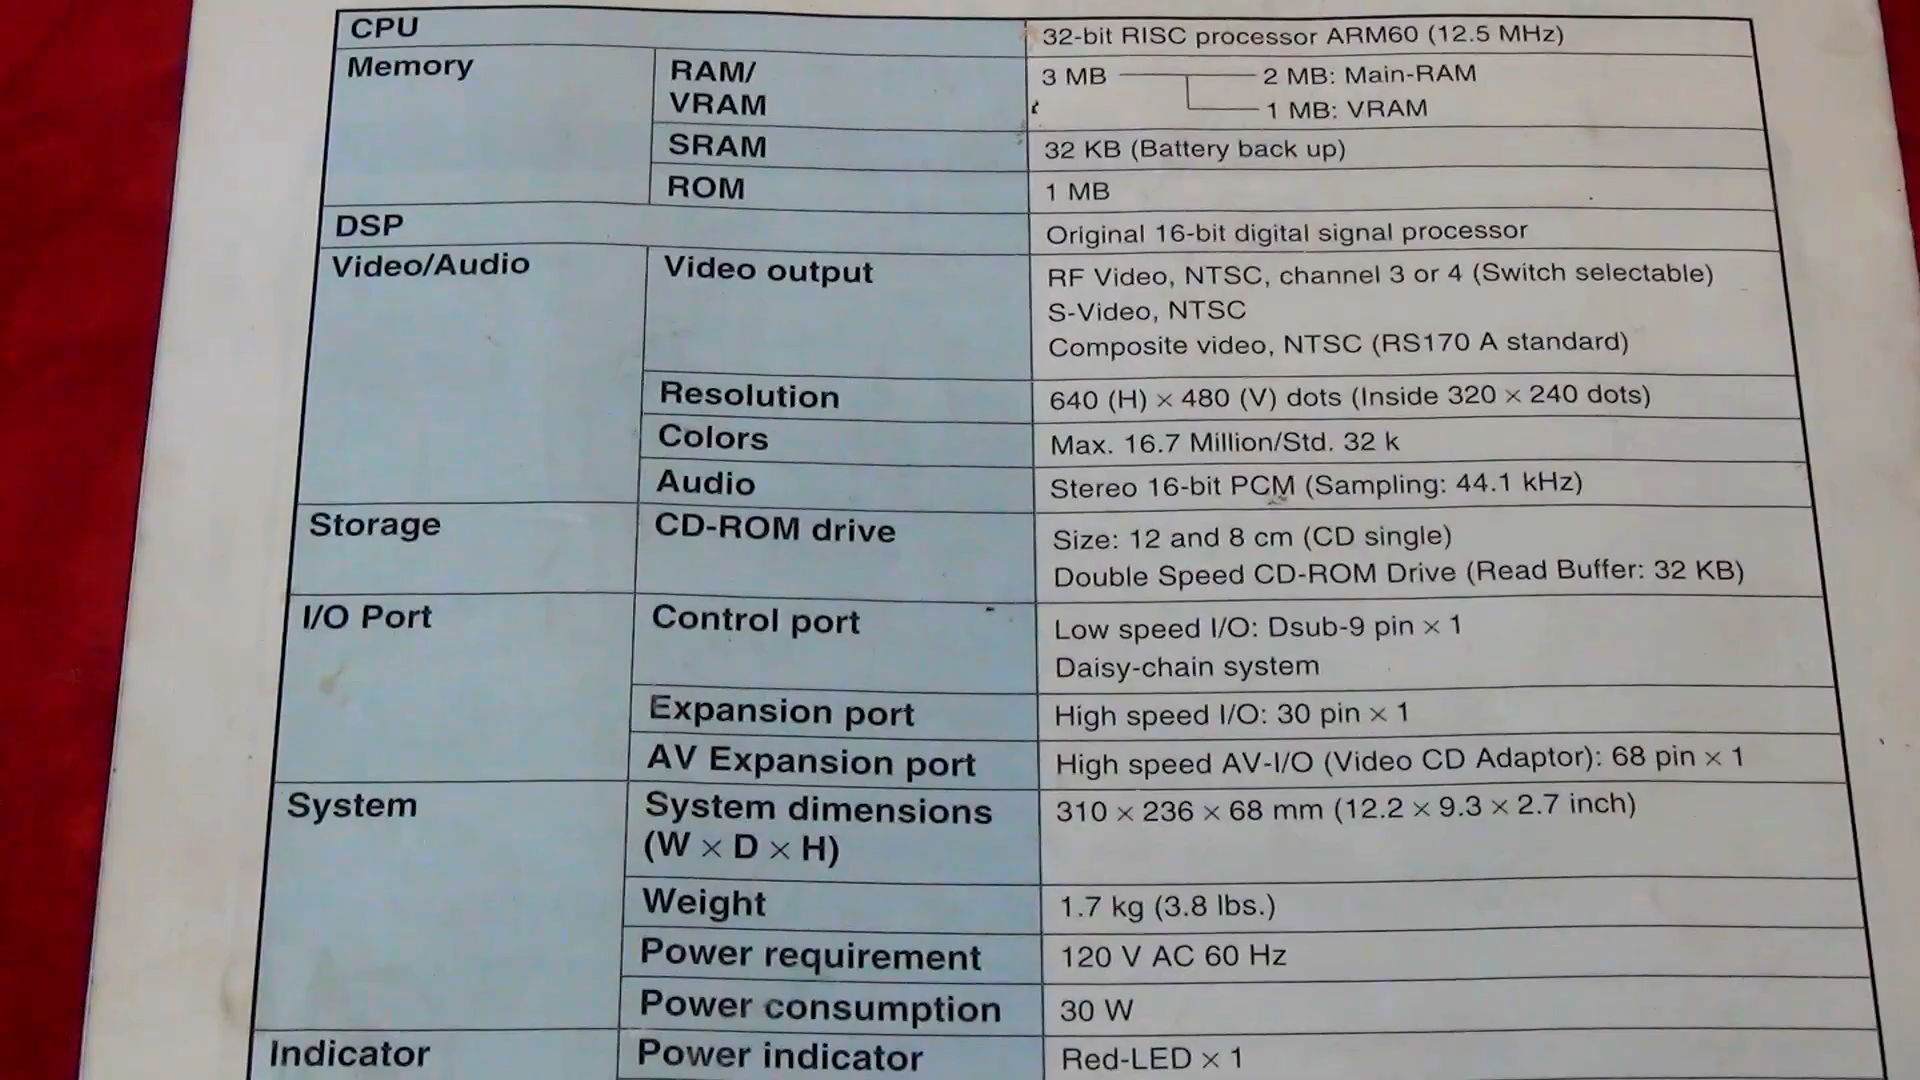 CPU 32-bit RISC processor ARM60 (12.5 MHz)
Memory RAM/ 3 MB 2 MB: Main-RAM
VRAM 1 MB: VRAM
SRAM 32 KB (Battery back up)
ROM 1 MB
DSP Original 16-bit digital signal processor
Video/Audio Video output RF Video, NTSC, channel 3 or 4 (Switch selectable)
S-Video, NTSC
Composite video, NTSC (RS170 A standard)
Resolution 640 (H) × 480 (V) dots (Inside 320 × 240 dots)
Colors Max. 16.7 Million/Std. 32 k
Audio Stereo 16-bit PCM (Sampling: 44.1 kHz)
Storage CD-ROM drive Size: 12 and 8 cm (CD single)
Double Speed CD-ROM Drive (Read Buffer: 32 KB)
I/O Port Control port Low speed I/O: Dsub-9 pin × 1
Daisy-chain system
Expansion port High speed I/O: 30 pin × 1
AV Expansion port High speed AV-I/O (Video CD Adaptor): 68 pin × 1
System System dimensions 310 × 236 × 68 mm (12.2 × 9.3 × 2.7 inch)
(W × D × H)
Weight 1.7 kg (3.8 lbs.)
Power requirement 120 V AC 60 Hz
Power consumption 30 W
Indicator Power indicator Red-LED × 1